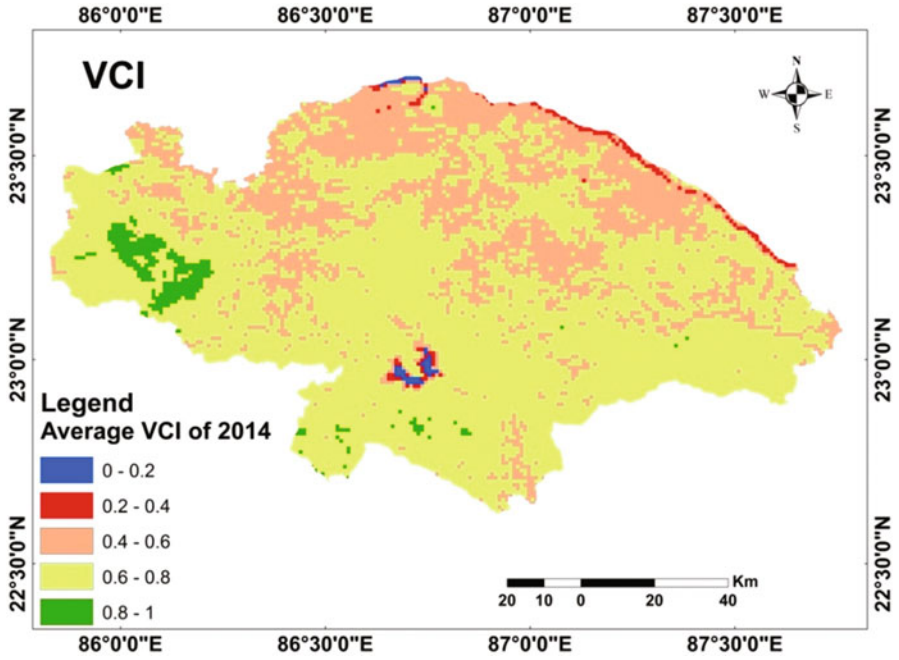 86°0'0"E 86°30'0"E 87°0'0"E 87°30'0"E
VCI
N
W E
S
23°30'0"N 23°30'0"N
23°0'0"N 23°0'0"N
22°30'0"N 22°30'0"N
Legend
Average VCI of 2014
0 - 0.2
0.2 - 0.4
0.4 - 0.6
0.6 - 0.8
0.8 - 1
Km
20 10 0 20 40
86°0'0"E 86°30'0"E 87°0'0"E 87°30'0"E